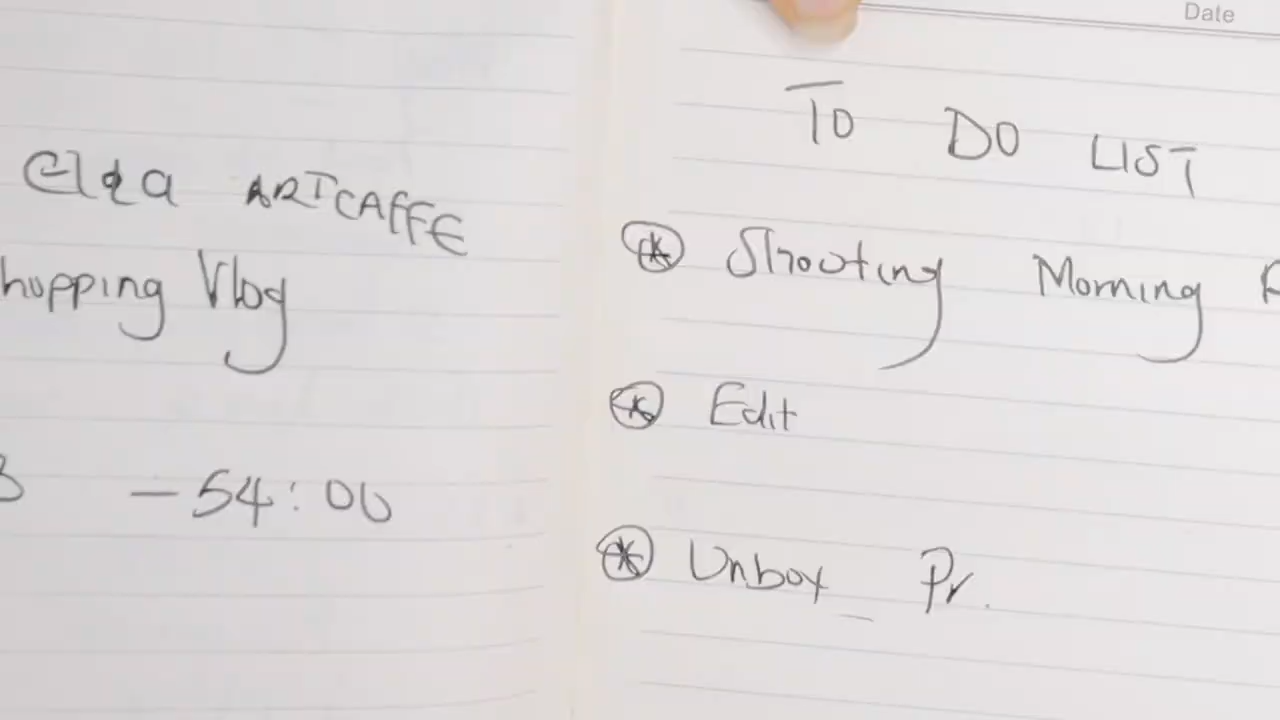 ARTCAFFE
hopping Vlog
– 54:00
Date
TO DO LIST
Shooting Morning
Edit
Unbox Pr.